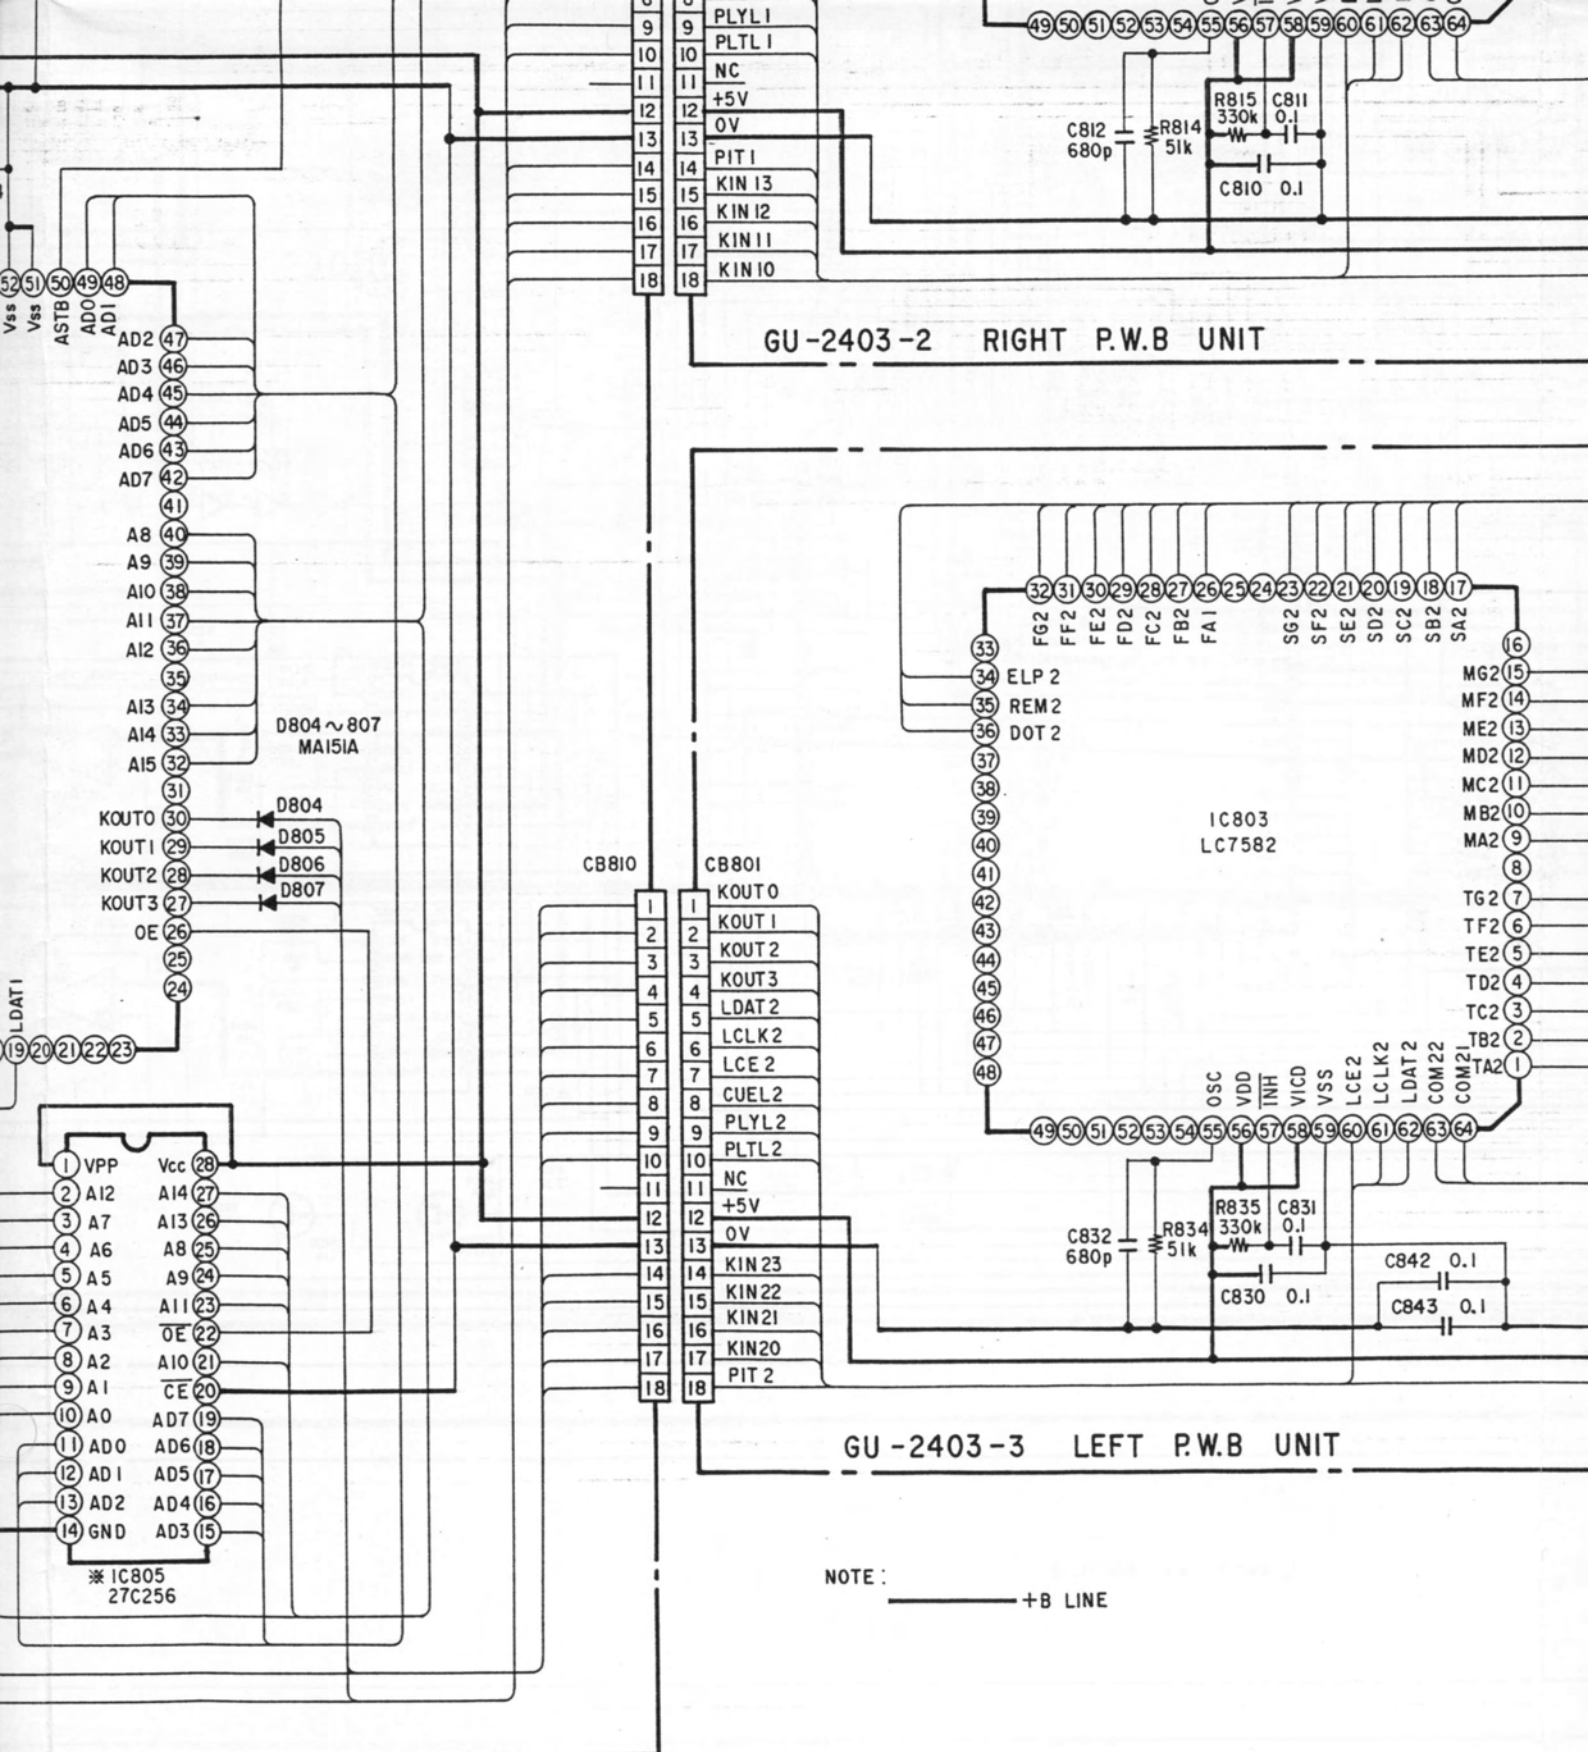 8 8
9 9 PLYL1
10 10 PLTL1
11 11 NC
12 12 +5V
13 13 0V
14 14 PIT1
15 15 KIN13
16 16 KIN12
17 17 KIN11
18 18 KIN10
49 50 51 52 53 54 55 56 57 58 59 60 61 62 63 64
R815 C811
330k 0.1
C812
680p
R814
51k
C810 0.1
GU-2403-2 RIGHT P.W.B UNIT
52 51 50 49 48
Vss Vss ASTB AD0 AD1
AD2 47
AD3 46
AD4 45
AD5 44
AD6 43
AD7 42
41
A8 40
A9 39
A10 38
A11 37
A12 36
35
A13 34
A14 33
A15 32
31
KOUT0 30
KOUT1 29
KOUT2 28
KOUT3 27
OE 26
25
24
D804~807
MA151A
D804
D805
D806
D807
LDAT1
19 20 21 22 23
1 VPP Vcc 28
2 A12 A14 27
3 A7 A13 26
4 A6 A8 25
5 A5 A9 24
6 A4 A11 23
7 A3 O̅E̅ 22
8 A2 A10 21
9 A1 C̅E̅ 20
10 A0 AD7 19
11 AD0 AD6 18
12 AD1 AD5 17
13 AD2 AD4 16
14 GND AD3 15
※ IC805
27C256
CB810 CB801
1 1 KOUT0
2 2 KOUT1
3 3 KOUT2
4 4 KOUT3
5 5 LDAT2
6 6 LCLK2
7 7 LCE2
8 8 CUEL2
9 9 PLYL2
10 10 PLTL2
11 11 NC
12 12 +5V
13 13 0V
14 14 KIN23
15 15 KIN22
16 16 KIN21
17 17 KIN20
18 18 PIT2
32 31 30 29 28 27 26 25 24 23 22 21 20 19 18 17
FG2 FF2 FE2 FD2 FC2 FB2 FA1 SG2 SF2 SE2 SD2 SC2 SB2 SA2
33
34 ELP2
35 REM2
36 DOT2
37
38
39
40
41
42
43
44
45
46
47
48
IC803
LC7582
16
MG2 15
MF2 14
ME2 13
MD2 12
MC2 11
MB2 10
MA2 9
8
TG2 7
TF2 6
TE2 5
TD2 4
TC2 3
TB2 2
TA2 1
OSC VDD I̅N̅H̅ VICD VSS LCE2 LCLK2 LDAT2 COM22 COM21
49 50 51 52 53 54 55 56 57 58 59 60 61 62 63 64
R835 C831
330k 0.1
C832
680p
R834
51k
C830 0.1
C842 0.1
C843 0.1
GU-2403-3 LEFT P.W.B UNIT
NOTE:
+B LINE